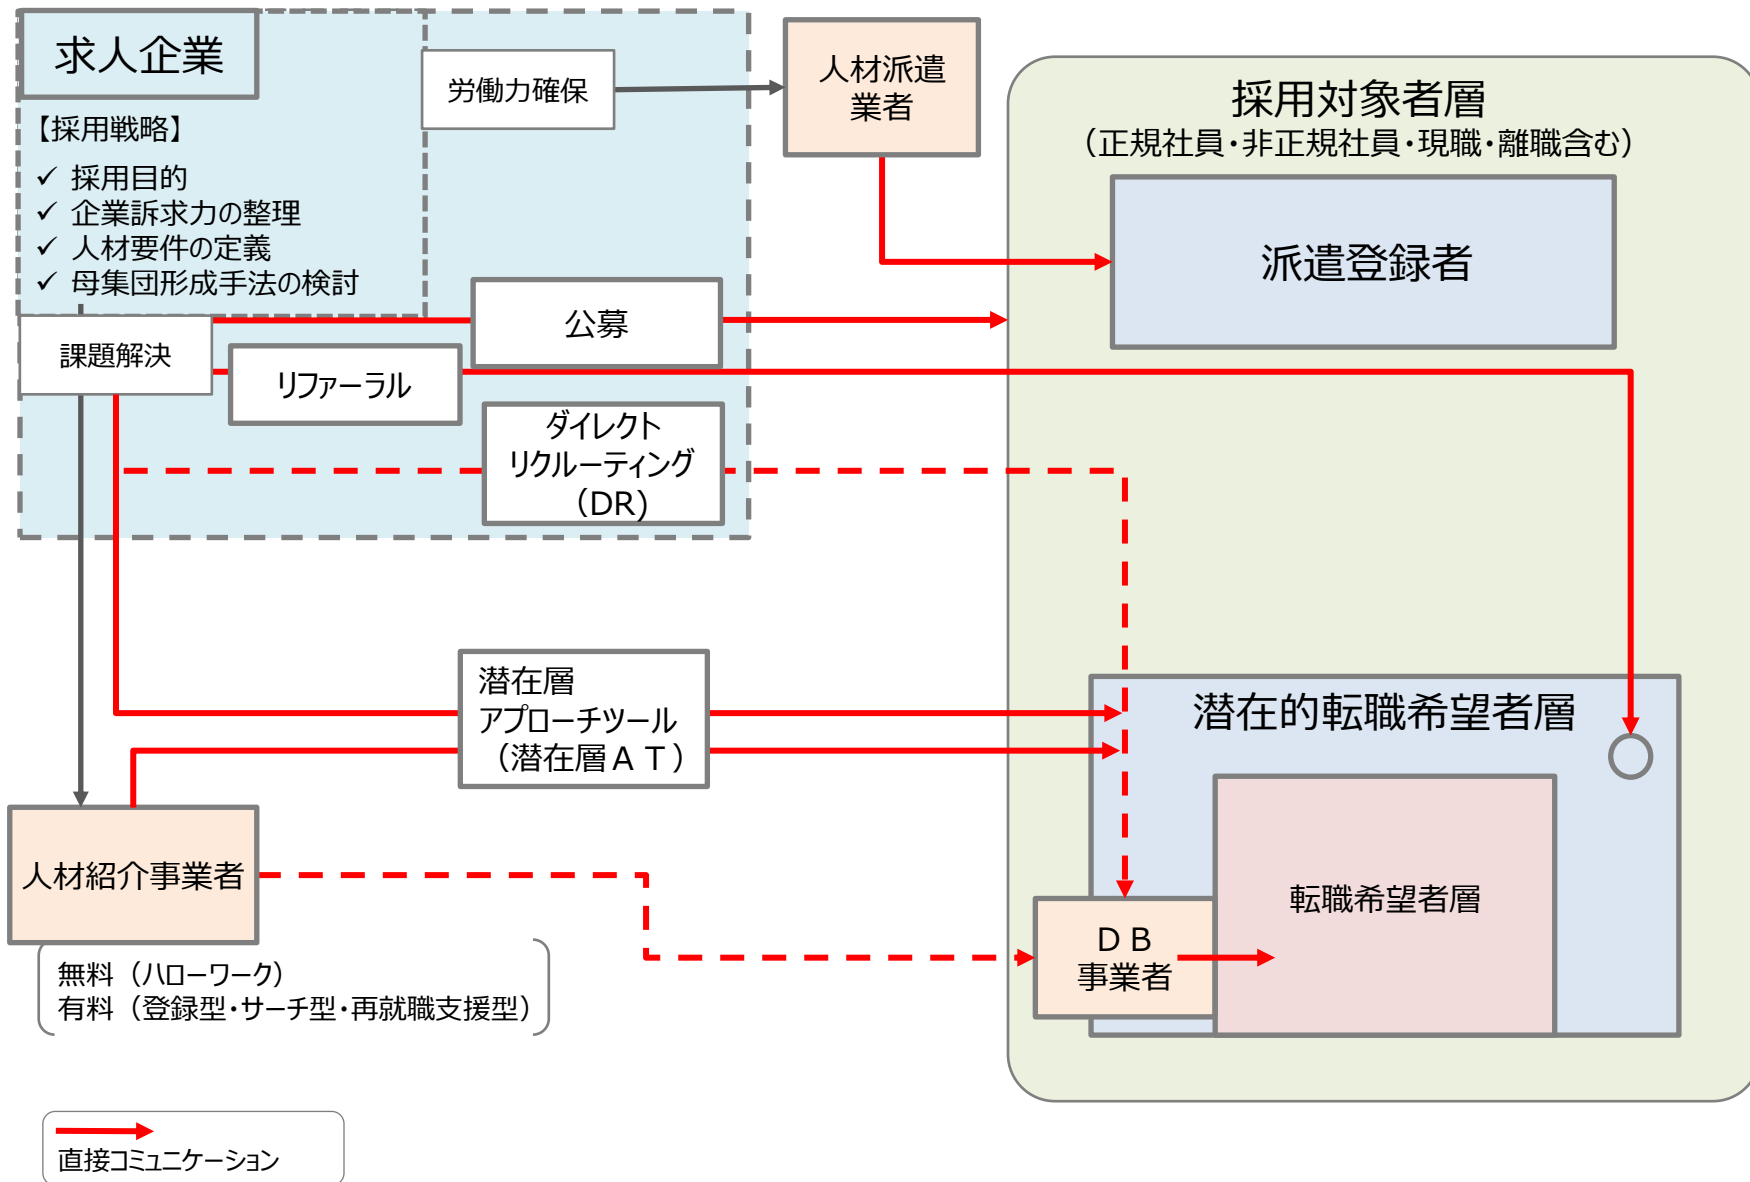 求人企業
【採用戦略】
✓ 採用目的
✓ 企業訴求力の整理
✓ 人材要件の定義
✓ 母集団形成手法の検討
労働力確保
人材派遣
業者
採用対象者層
（正規社員・非正規社員・現職・離職含む）
派遣登録者
公募
課題解決
リファーラル
ダイレクト
リクルーティング
（DR)
潜在層
アプローチツール
（潜在層ＡＴ）
潜在的転職希望者層
人材紹介事業者
転職希望者層
ＤＢ
事業者
無料（ハローワーク）
有料（登録型・サーチ型・再就職支援型）
直接コミュニケーション